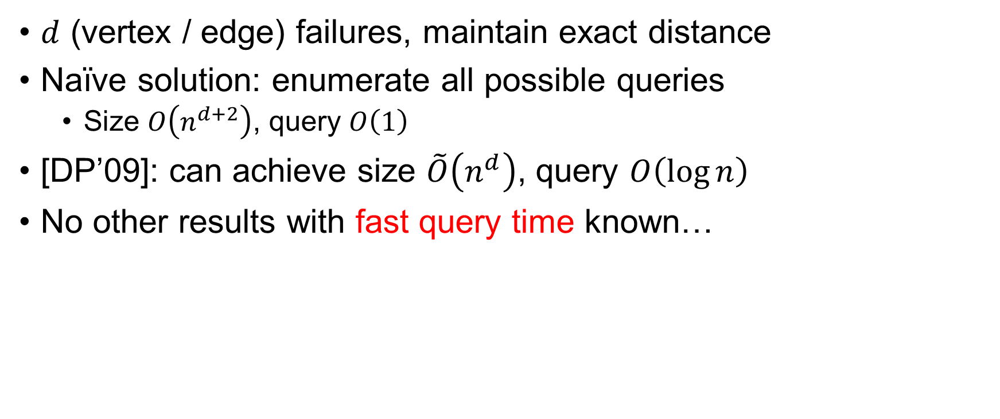 • d (vertex / edge) failures, maintain exact distance
• Naïve solution: enumerate all possible queries
• Size O(n^{d+2}), query O(1)
• [DP’09]: can achieve size Õ(n^d), query O(log n)
• No other results with fast query time known…